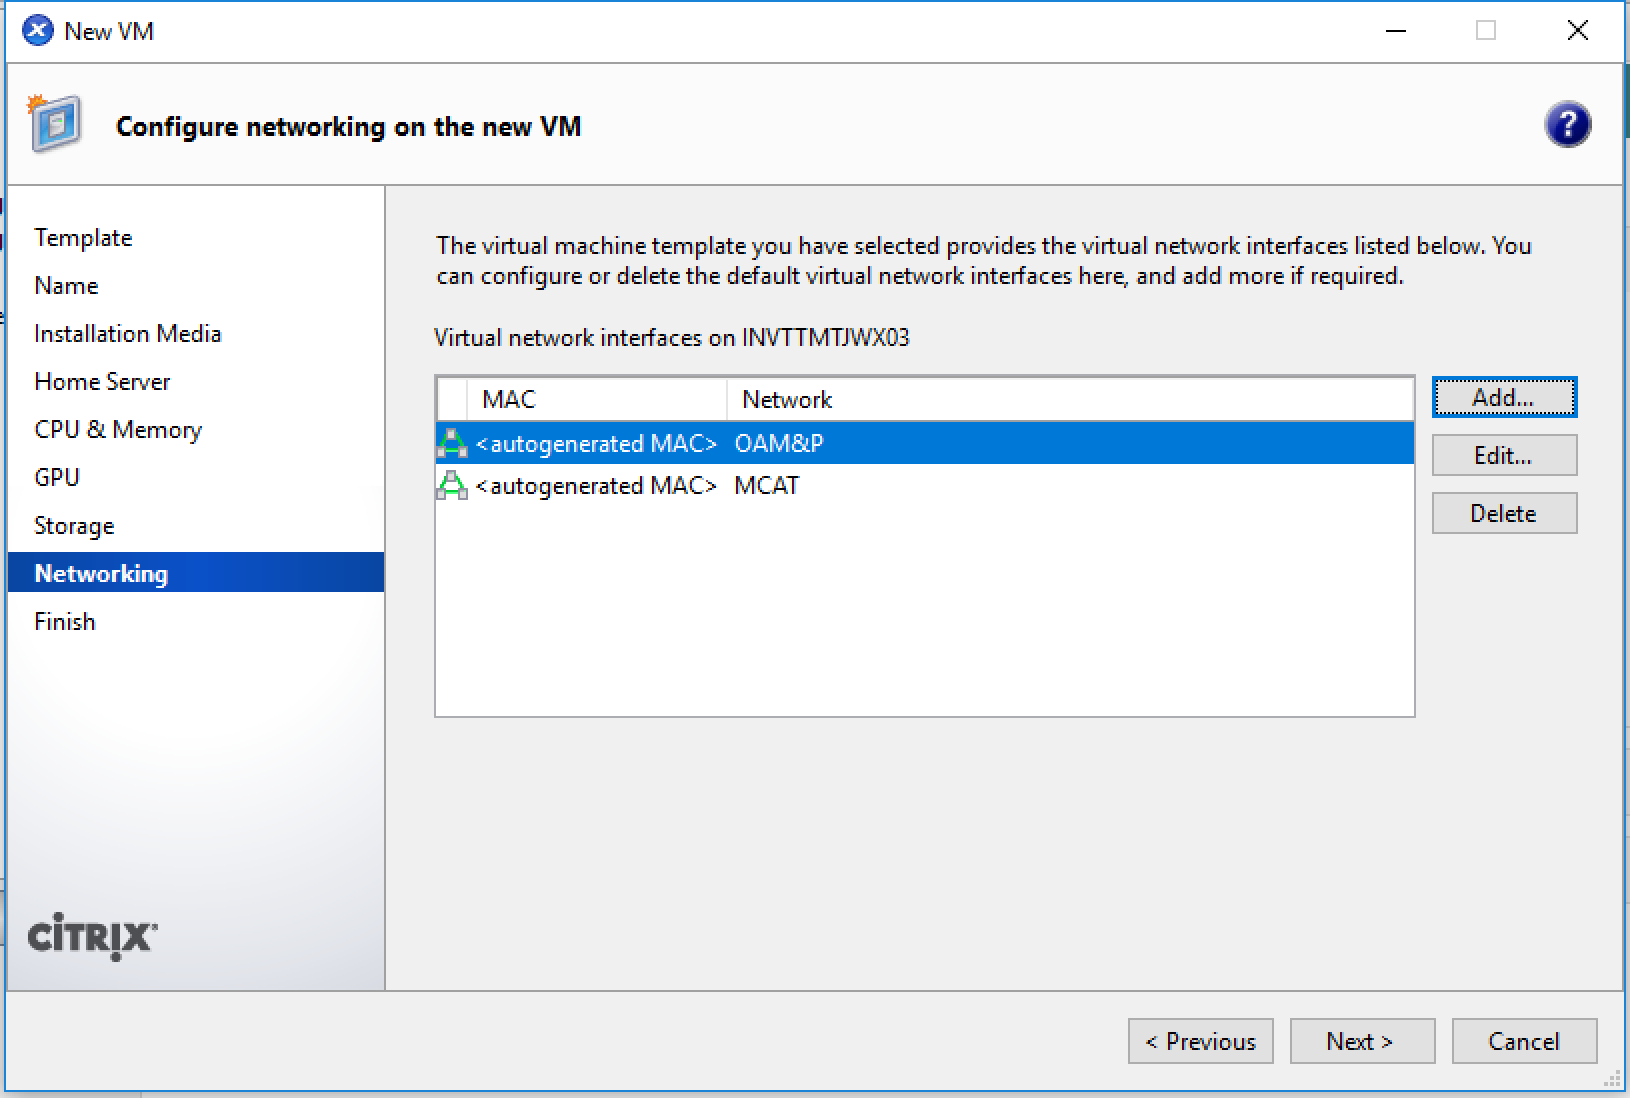 New VM
Configure networking on the new VM
?
Template
Name
Installation Media
Home Server
CPU & Memory
GPU
Storage
Networking
Finish
CİTRIX®
The virtual machine template you have selected provides the virtual network interfaces listed below. You
can configure or delete the default virtual network interfaces here, and add more if required.
Virtual network interfaces on INVTTMTJWX03
MAC Network
<autogenerated MAC> OAM&P
<autogenerated MAC> MCAT
Add...
Edit...
Delete
< Previous Next > Cancel